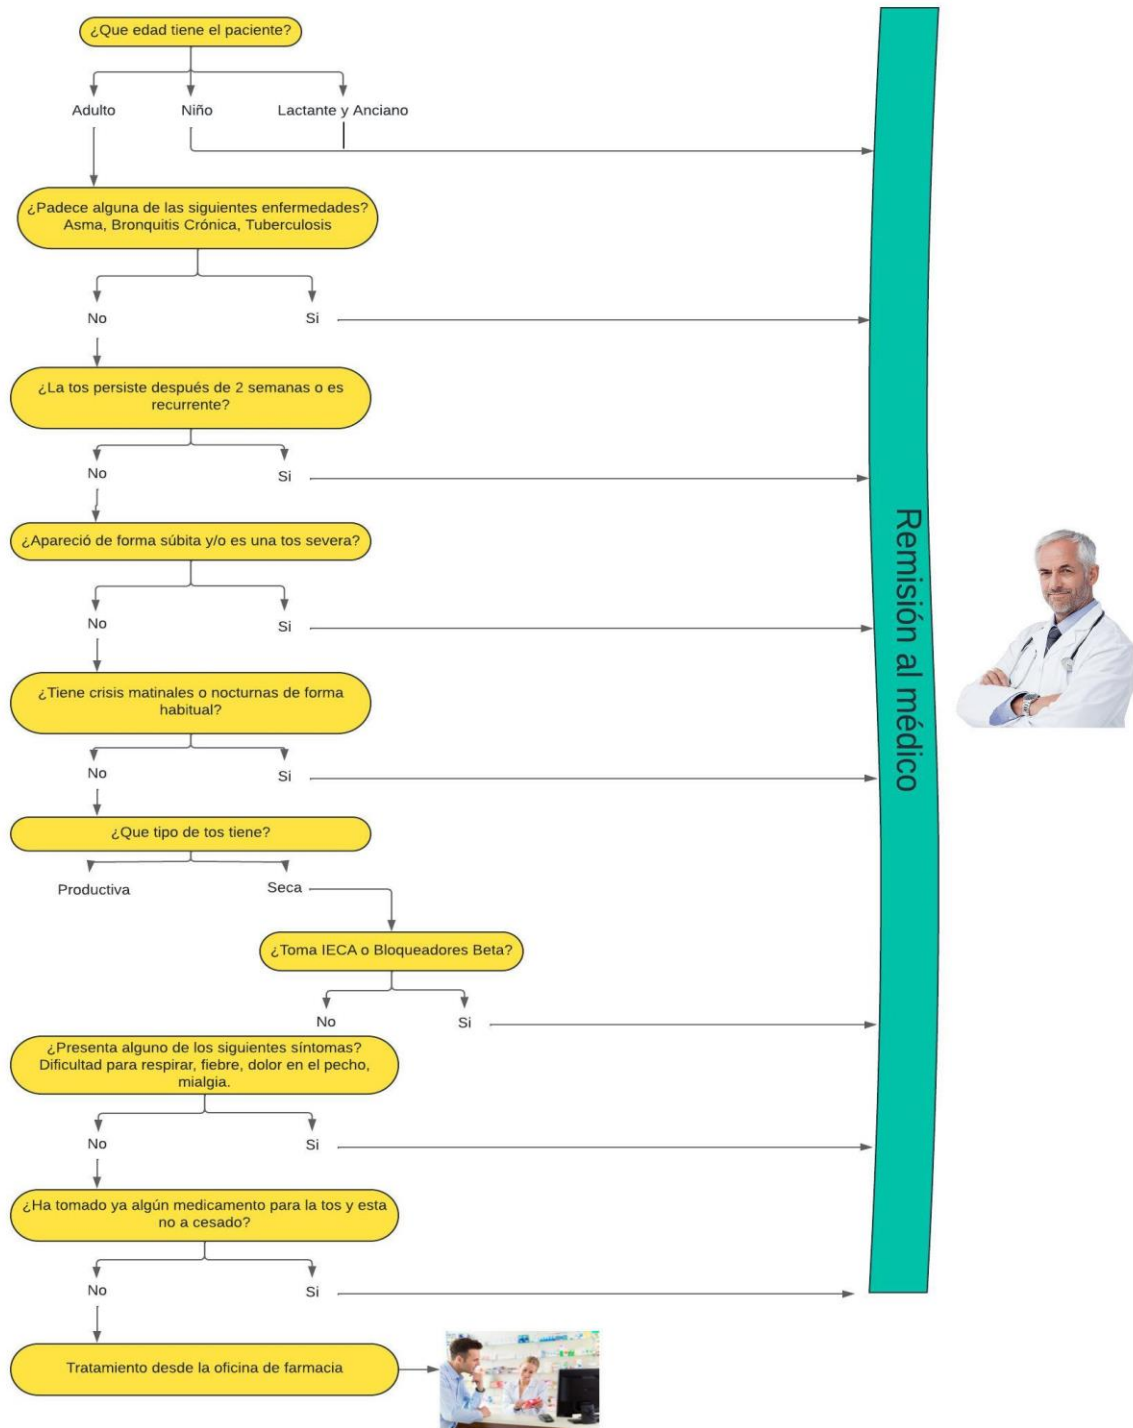 ¿Que edad tiene el paciente?
Adulto
Niño
Lactante y Anciano
¿Padece alguna de las siguientes enfermedades?
Asma, Bronquitis Crónica, Tuberculosis
No
Si
¿La tos persiste después de 2 semanas o es
recurrente?
No
Si
¿Apareció de forma súbita y/o es una tos severa?
No
Si
¿Tiene crisis matinales o nocturnas de forma
habitual?
No
Si
¿Que tipo de tos tiene?
Productiva
Seca
¿Toma IECA o Bloqueadores Beta?
No
Si
¿Presenta alguno de los siguientes síntomas?
Dificultad para respirar, fiebre, dolor en el pecho,
mialgia.
No
Si
¿Ha tomado ya algún medicamento para la tos y esta
no a cesado?
No
Si
Tratamiento desde la oficina de farmacia
Remisión al médico